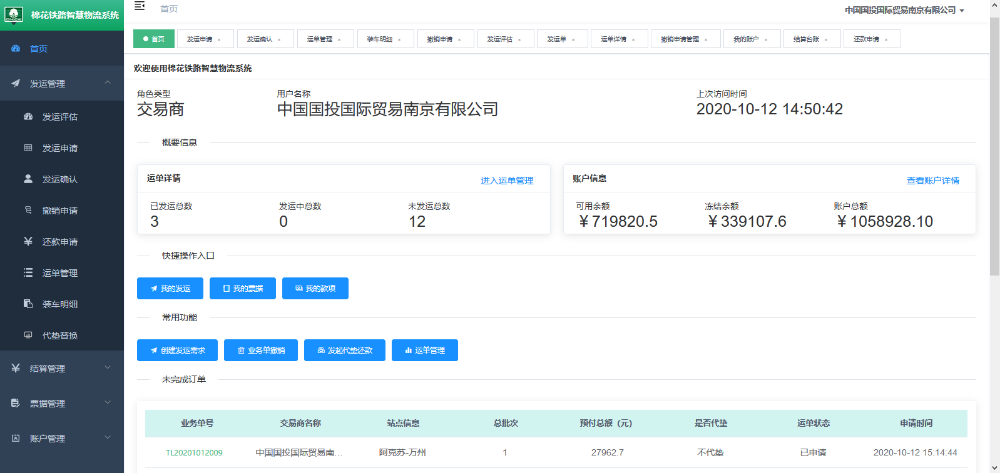 棉花铁路智慧物流系统
首页
中国国投国际贸易南京有限公司
首页 发运申请 × 发运确认 × 运单管理 × 装车明细 × 撤销申请 × 发运评估 × 发运单 × 运单详情 × 撤销申请管理 × 我的账户 × 结算台账 × 还款申请 ×
首页
发运管理
发运评估
发运申请
发运确认
撤销申请
还款申请
运单管理
装车明细
代垫替换
结算管理
票据管理
账户管理
欢迎使用棉花铁路智慧物流系统
角色类型 用户名称 上次访问时间
交易商 中国国投国际贸易南京有限公司 2020-10-12 14:50:42
概要信息
运单详情 进入运单管理
已发运总数 发运中总数 未发运总数
3 0 12
账户信息 查看账户详情
可用余额 冻结余额 账户总额
￥719820.5 ￥339107.6 ￥1058928.10
快捷操作入口
我的发运 我的票据 我的款项
常用功能
创建发运需求 业务单撤销 发起代垫还款 运单管理
未完成订单
业务单号 交易商名称 站点信息 总批次 预付总额（元） 是否代垫 运单状态 申请时间
TL20201012009 中国国投国际贸易南... 阿克苏-万州 1 27962.7 不代垫 已申请 2020-10-12 15:14:44